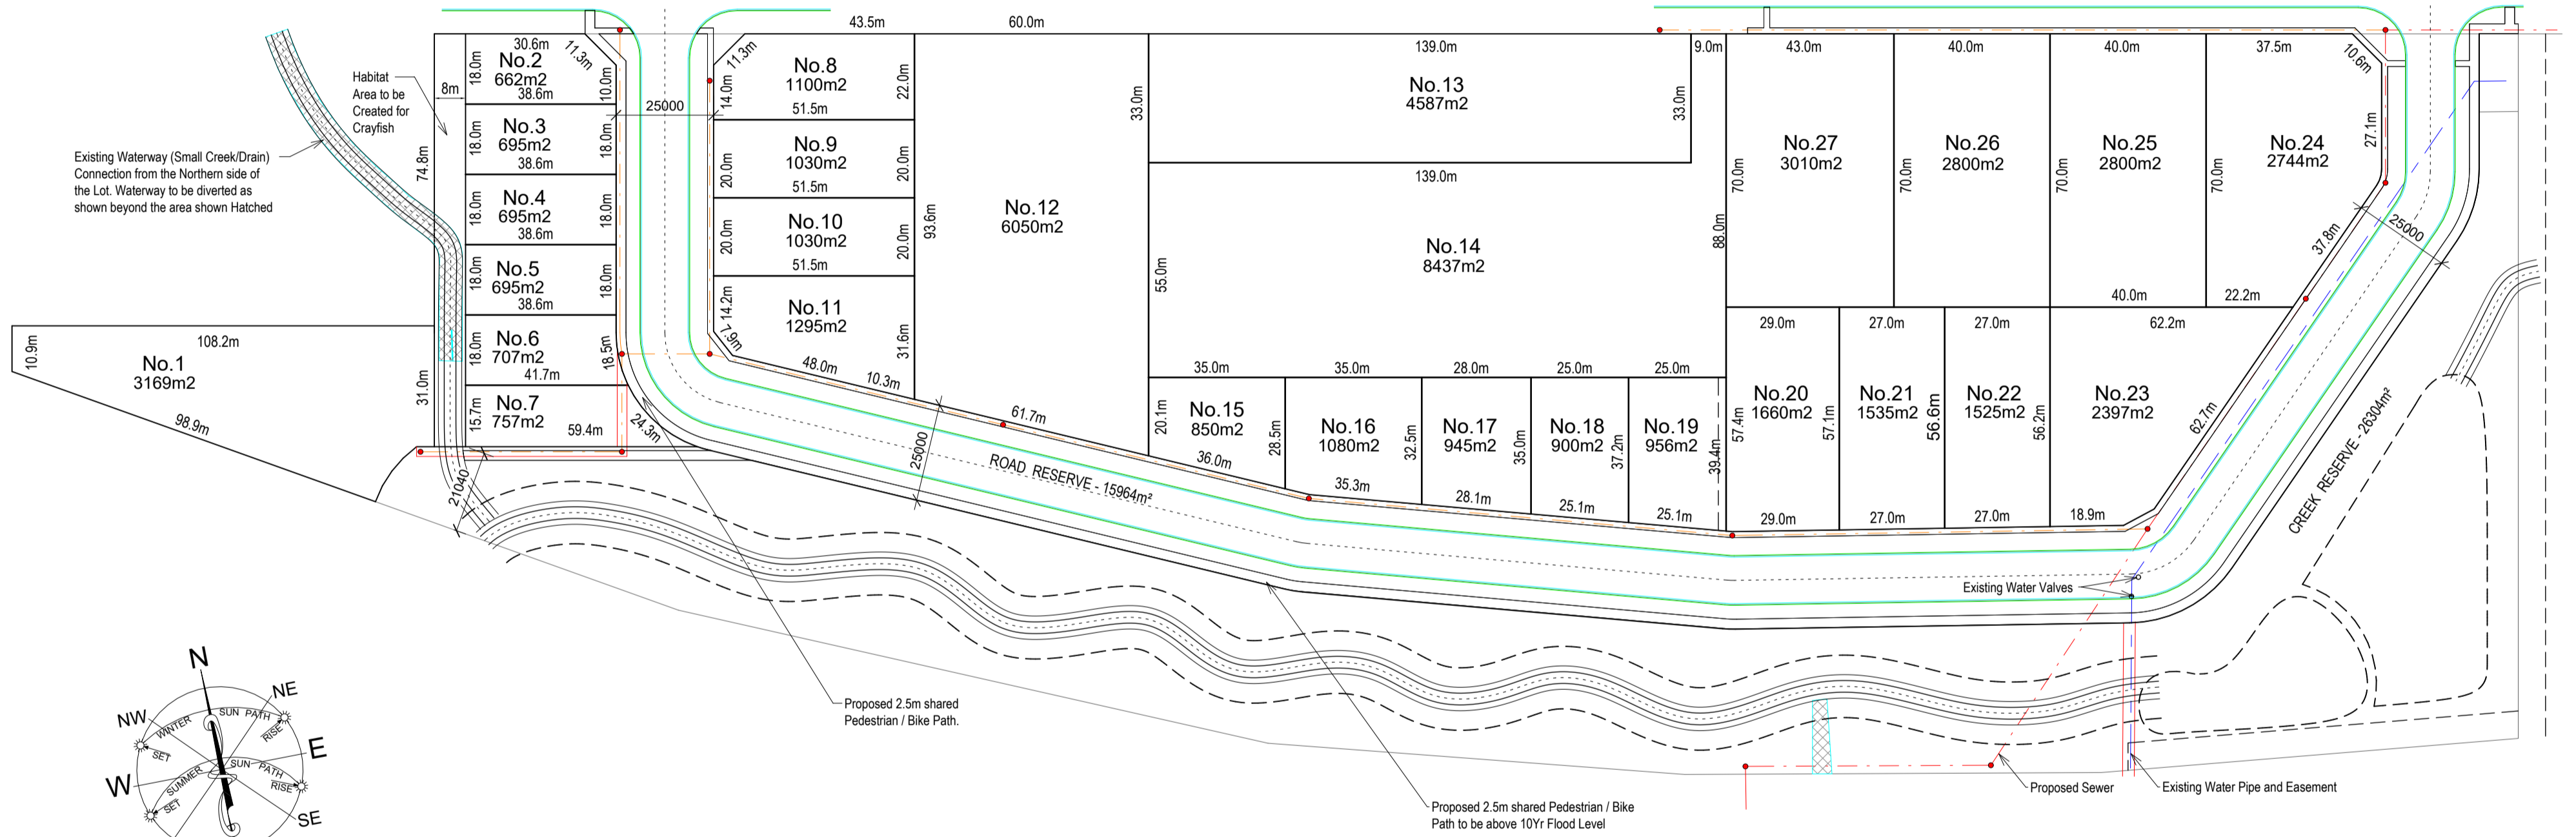 43.5m
60.0m
30.6m
11.3m
18.0m
No.2
662m2
38.6m
10.0m
8m
Habitat
Area to be
Created for
Crayfish
74.8m
Existing Waterway (Small Creek/Drain)
Connection from the Northern side of
the Lot. Waterway to be diverted as
shown beyond the area shown Hatched
18.0m
No.3
695m2
38.6m
18.0m
18.0m
No.4
695m2
38.6m
18.0m
18.0m
No.5
695m2
38.6m
18.0m
18.0m
No.6
707m2
41.7m
18.5m
15.7m
No.7
757m2
59.4m
24.3m
10.9m
108.2m
No.1
3169m2
98.9m
31.0m
21040
25000
11.3m
14.0m
No.8
1100m2
51.5m
22.0m
20.0m
No.9
1030m2
51.5m
20.0m
20.0m
No.10
1030m2
51.5m
20.0m
14.2m
7.9m
No.11
1295m2
31.6m
48.0m
10.3m
93.6m
No.12
6050m2
33.0m
61.7m
25000
139.0m
No.13
4587m2
33.0m
9.0m
139.0m
No.14
8437m2
55.0m
88.0m
35.0m
35.0m
28.0m
25.0m
25.0m
20.1m
No.15
850m2
28.5m
36.0m
No.16
1080m2
32.5m
35.3m
No.17
945m2
35.0m
28.1m
No.18
900m2
37.2m
25.1m
No.19
956m2
39.4m
25.1m
43.0m
No.27
3010m2
70.0m
40.0m
No.26
2800m2
70.0m
40.0m
No.25
2800m2
70.0m
40.0m
37.5m
10.6m
No.24
2744m2
70.0m
27.1m
22.2m
37.8m
25000
29.0m
No.20
1660m2
57.4m
57.1m
29.0m
27.0m
No.21
1535m2
56.6m
27.0m
27.0m
No.22
1525m2
56.2m
27.0m
62.2m
No.23
2397m2
62.7m
18.9m
ROAD RESERVE - 15964m²
CREEK RESERVE - 26304m²
Existing Water Valves
Proposed 2.5m shared
Pedestrian / Bike Path.
Proposed 2.5m shared Pedestrian / Bike
Path to be above 10Yr Flood Level
Proposed Sewer
Existing Water Pipe and Easement
N
NE
NW
E
W
SE
WINTER
SUN PATH
RISE
SET
SUMMER
SUN PATH
RISE
SET